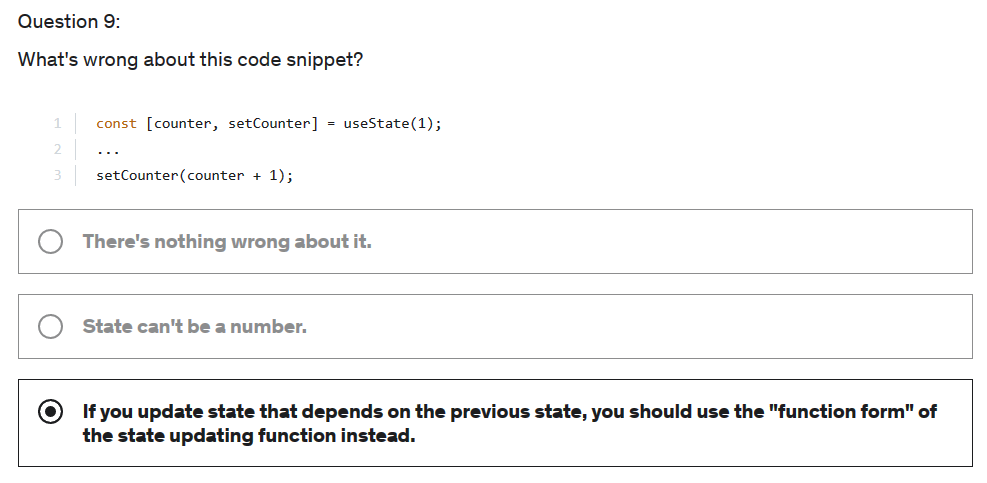 Question 9:
What's wrong about this code snippet?
1 const [counter, setCounter] = useState(1);
2 ...
3 setCounter(counter + 1);
There's nothing wrong about it.
State can't be a number.
If you update state that depends on the previous state, you should use the "function form" of
the state updating function instead.